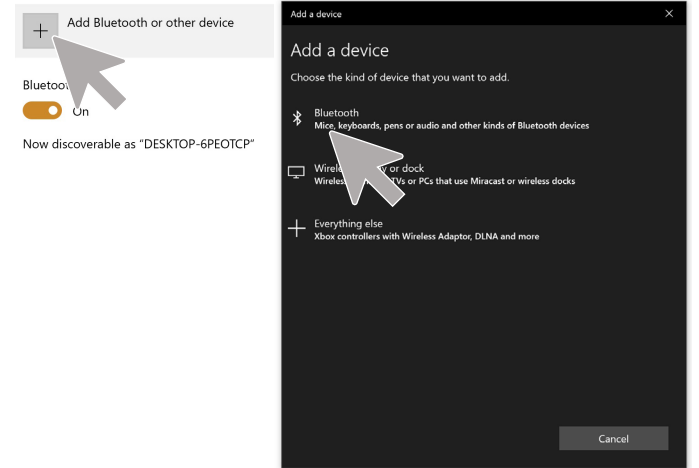 Add Bluetooth or other device
On
Now discoverable as “DESKTOP-6PEOTCP”
Add a device
Add a device
Choose the kind of device that you want to add.
Bluetooth
Mice, keyboards, pens or audio and other kinds of Bluetooth devices
or dock
TVs or PCs that use Miracast or wireless docks
Everything else
Xbox controllers with Wireless Adaptor, DLNA and more
Cancel